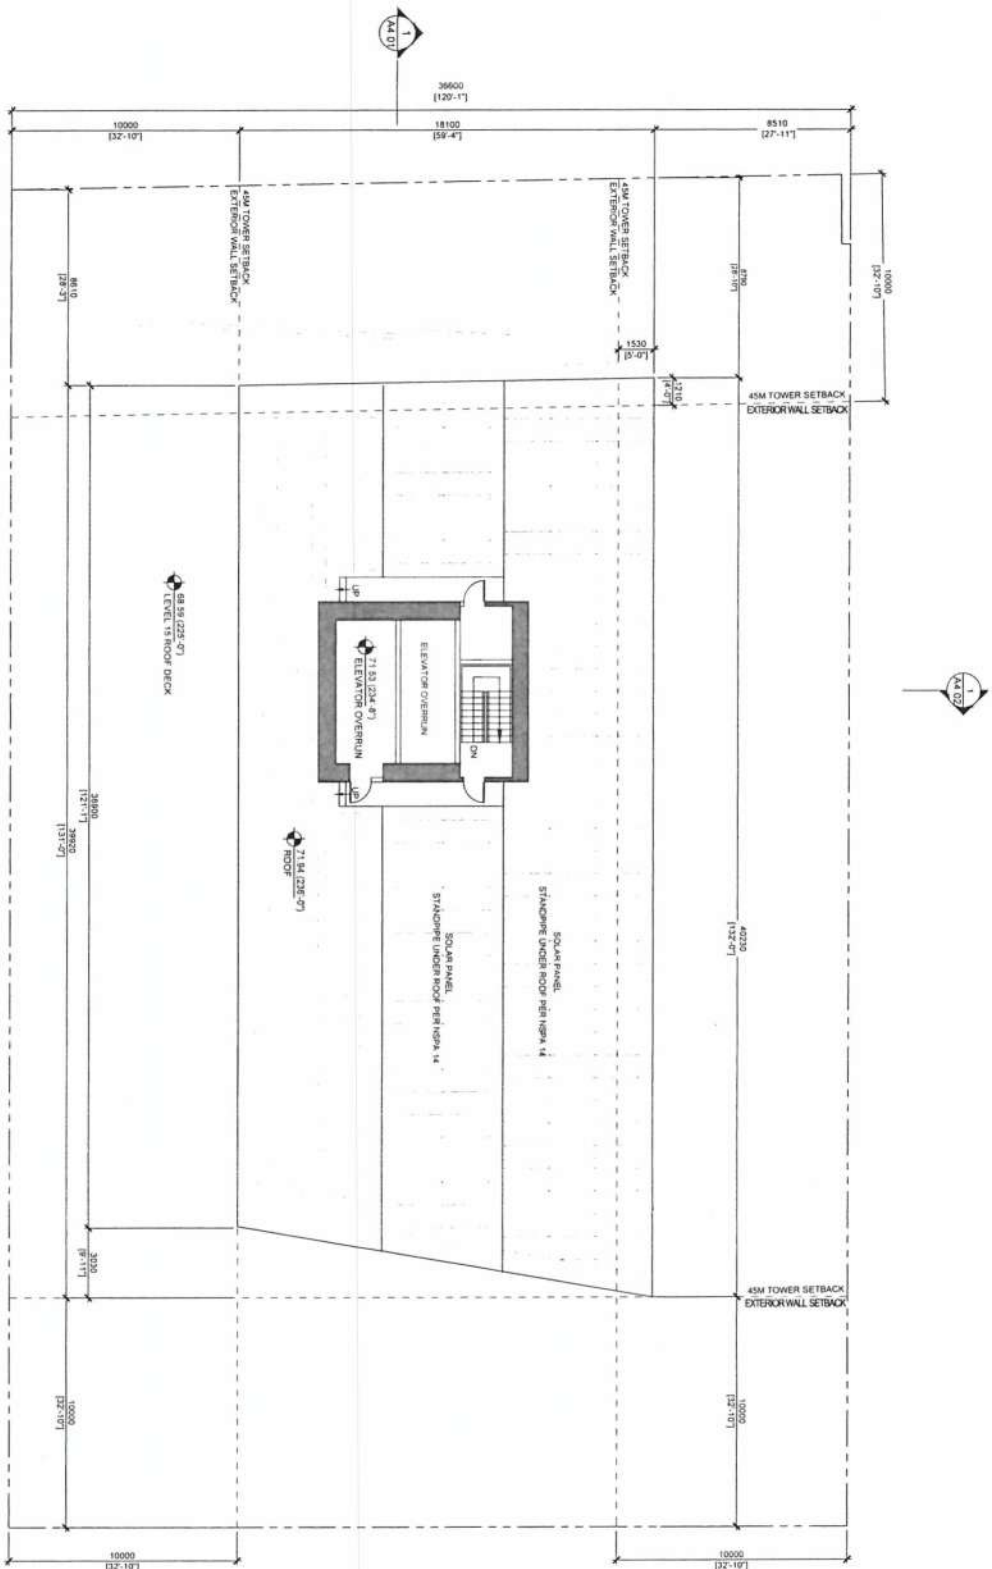 1
A4 01
36600
[120'-1"]
10000
[32'-10"]
18100
[59'-4"]
8510
[27'-11"]
45M TOWER SETBACK
EXTERIOR WALL SETBACK
45M TOWER SETBACK
EXTERIOR WALL SETBACK
8610
[28'-3"]
8790
[28'-10"]
10000
[32'-10"]
1530
[5'-0"]
1210
[4'-0"]
45M TOWER SETBACK
EXTERIOR WALL SETBACK
68.59 (225'-0")
LEVEL 15 ROOF DECK
UP
71.53 (234'-8")
ELEVATOR OVERRUN
ELEVATOR OVERRUN
DN
UP
1
A4 02
36900
[121'-1"]
39920
[131'-0"]
71.94 (236'-0")
ROOF
SOLAR PANEL
STANDPIPE UNDER ROOF PER NSPA 14
SOLAR PANEL
STANDPIPE UNDER ROOF PER NSPA 14
40230
[132'-0"]
3030
[9'-11"]
45M TOWER SETBACK
EXTERIOR WALL SETBACK
10000
[32'-10"]
10000
[32'-10"]
10000
[32'-10"]
10000
[32'-10"]